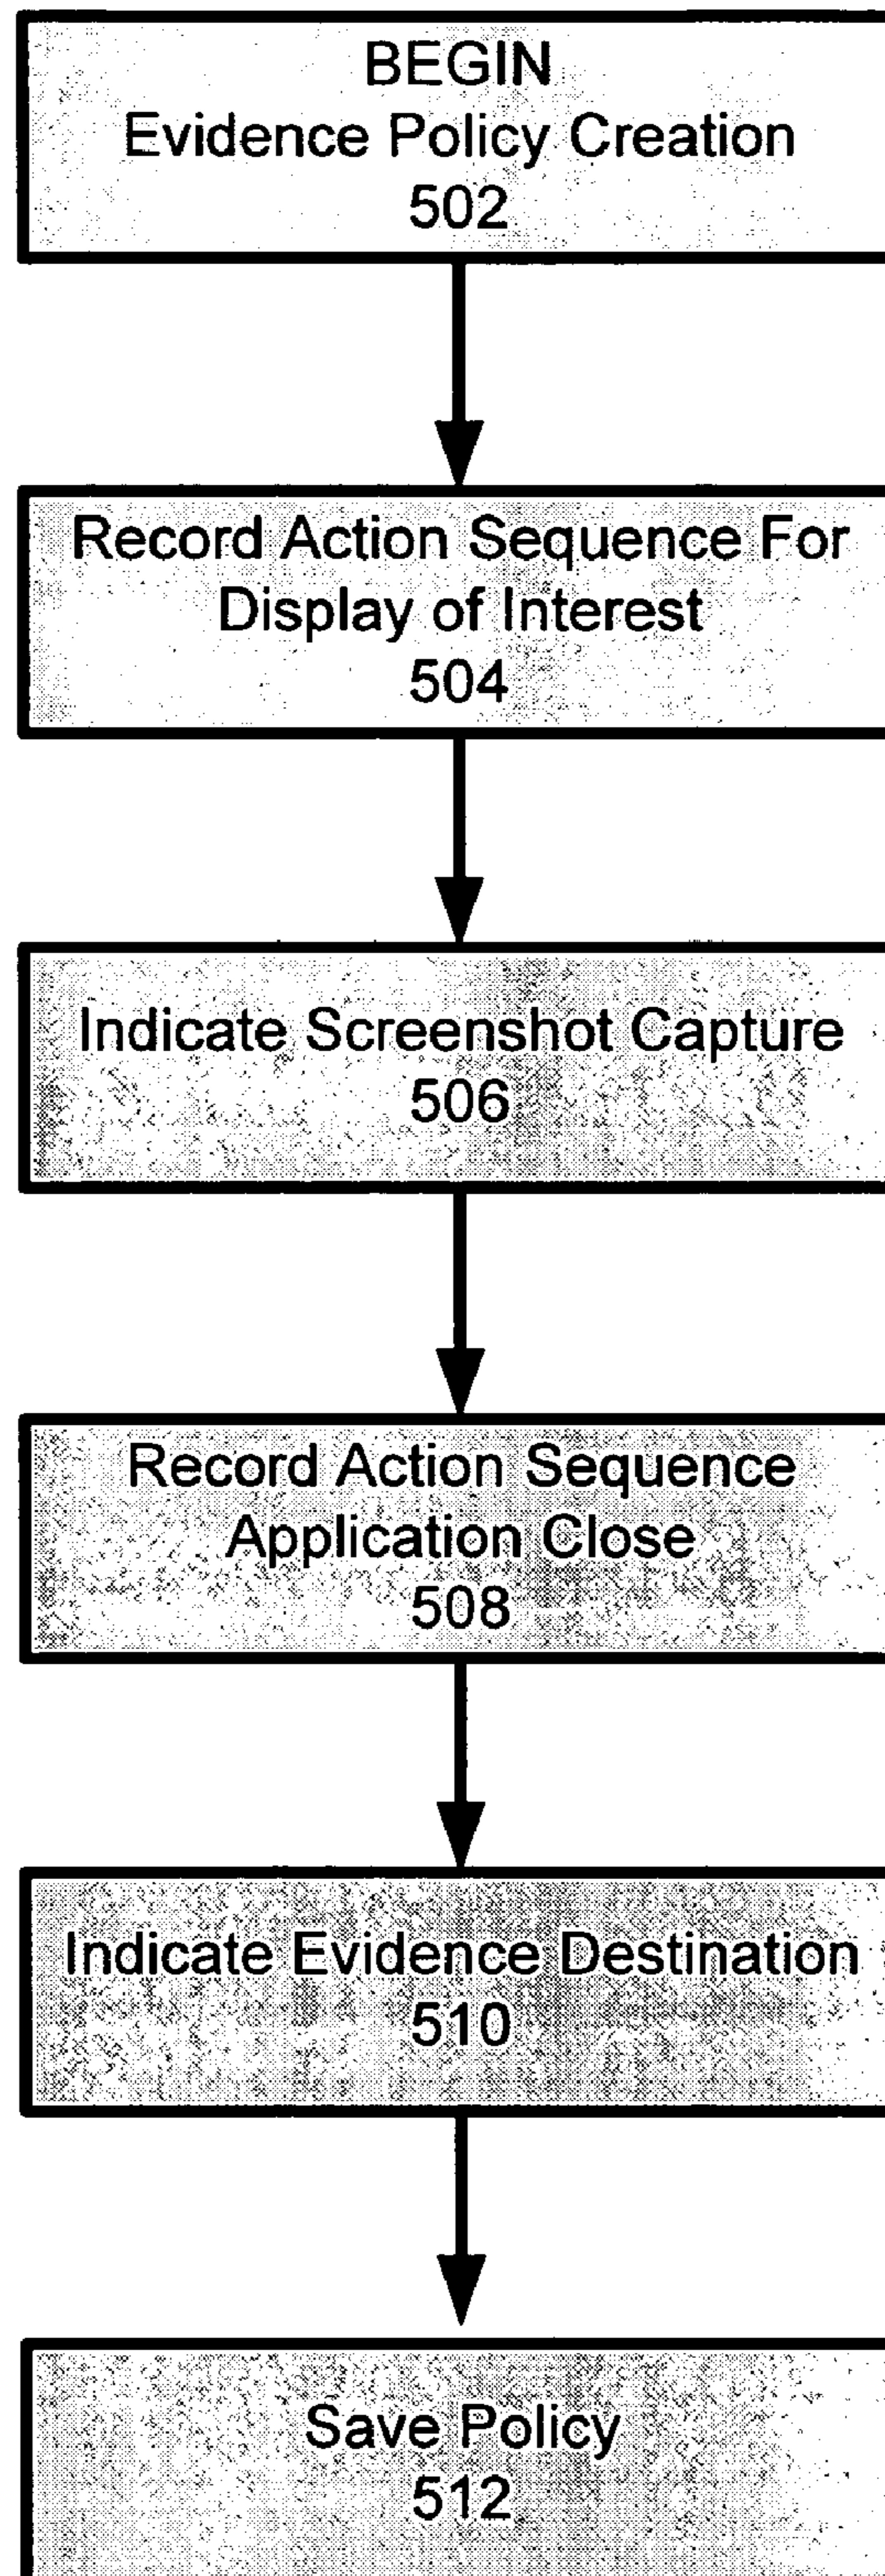 BEGIN
Evidence Policy Creation
502
Record Action Sequence For
Display of Interest
504
Indicate Screenshot Capture
506
Record Action Sequence
Application Close
508
Indicate Evidence Destination
510
Save Policy
512